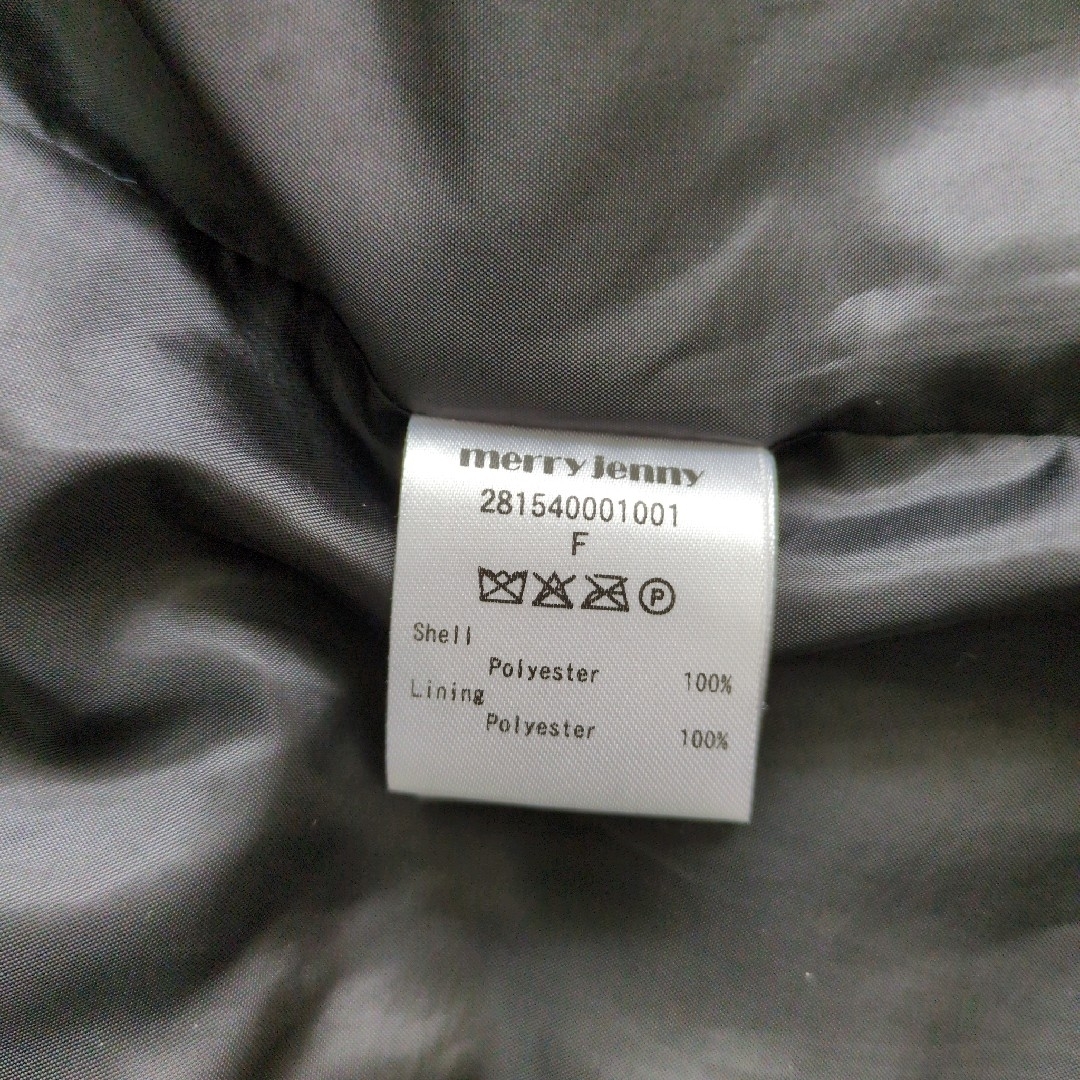 merry jenny
281540001001
F
P
Shell
Polyester 100%
Lining
Polyester 100%